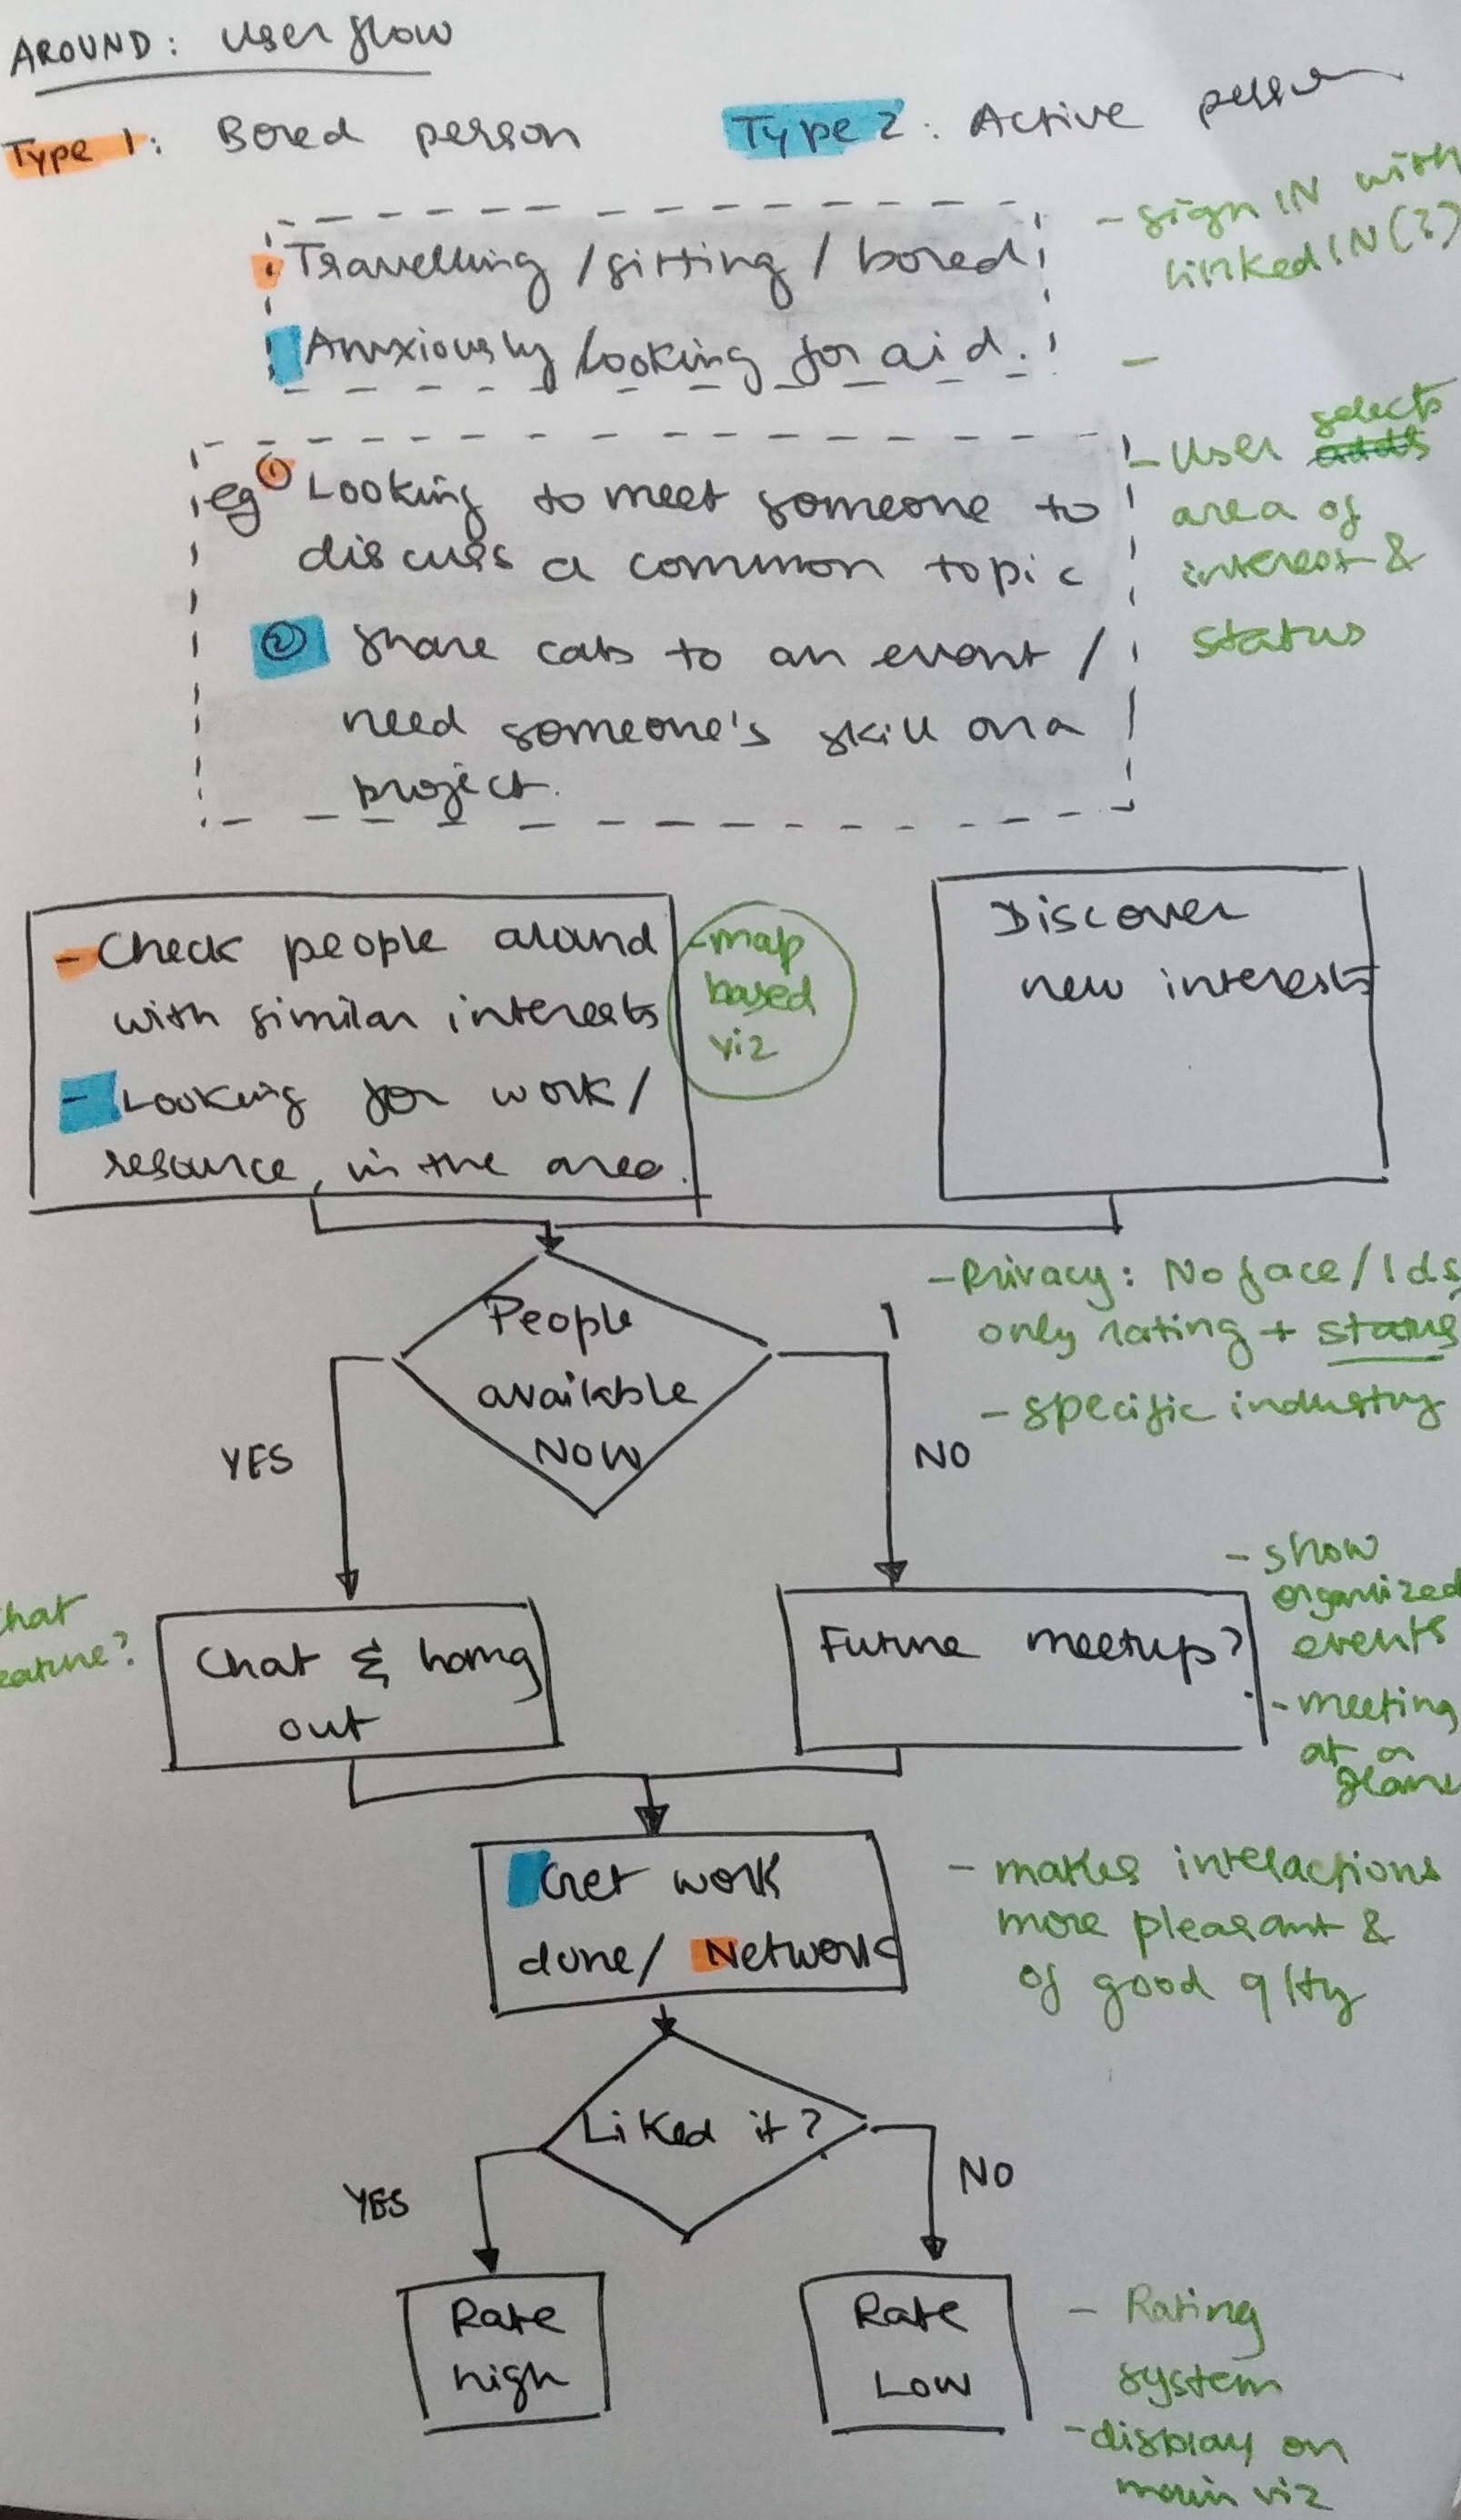 AROUND: User flow
Type 1: Bored person
Type 2: Active person
Travelling / sitting / bored
Anxiously looking for aid.
- sign IN with
linked IN (?)
-
eg 1 Looking to meet someone to
discuss a common topic
2 share cabs to an event /
need someone's skill on a
project.
- User selects
area of
interest &
status
- Check people around
with similar interests
- Looking for work /
resource, in the area.
- map
based
viz
Discover
new interests
People
available
NOW
YES
NO
- Privacy: No face / Ids,
only rating + status
- specific industry
Chat & hang
out
Future meetup?
- show
organized
events
- meeting
at a
Get work
done / Network
- makes interactions
more pleasant &
of good qlty
Liked it?
YES
NO
Rate
high
Rate
Low
- Rating
system
- display on
main viz